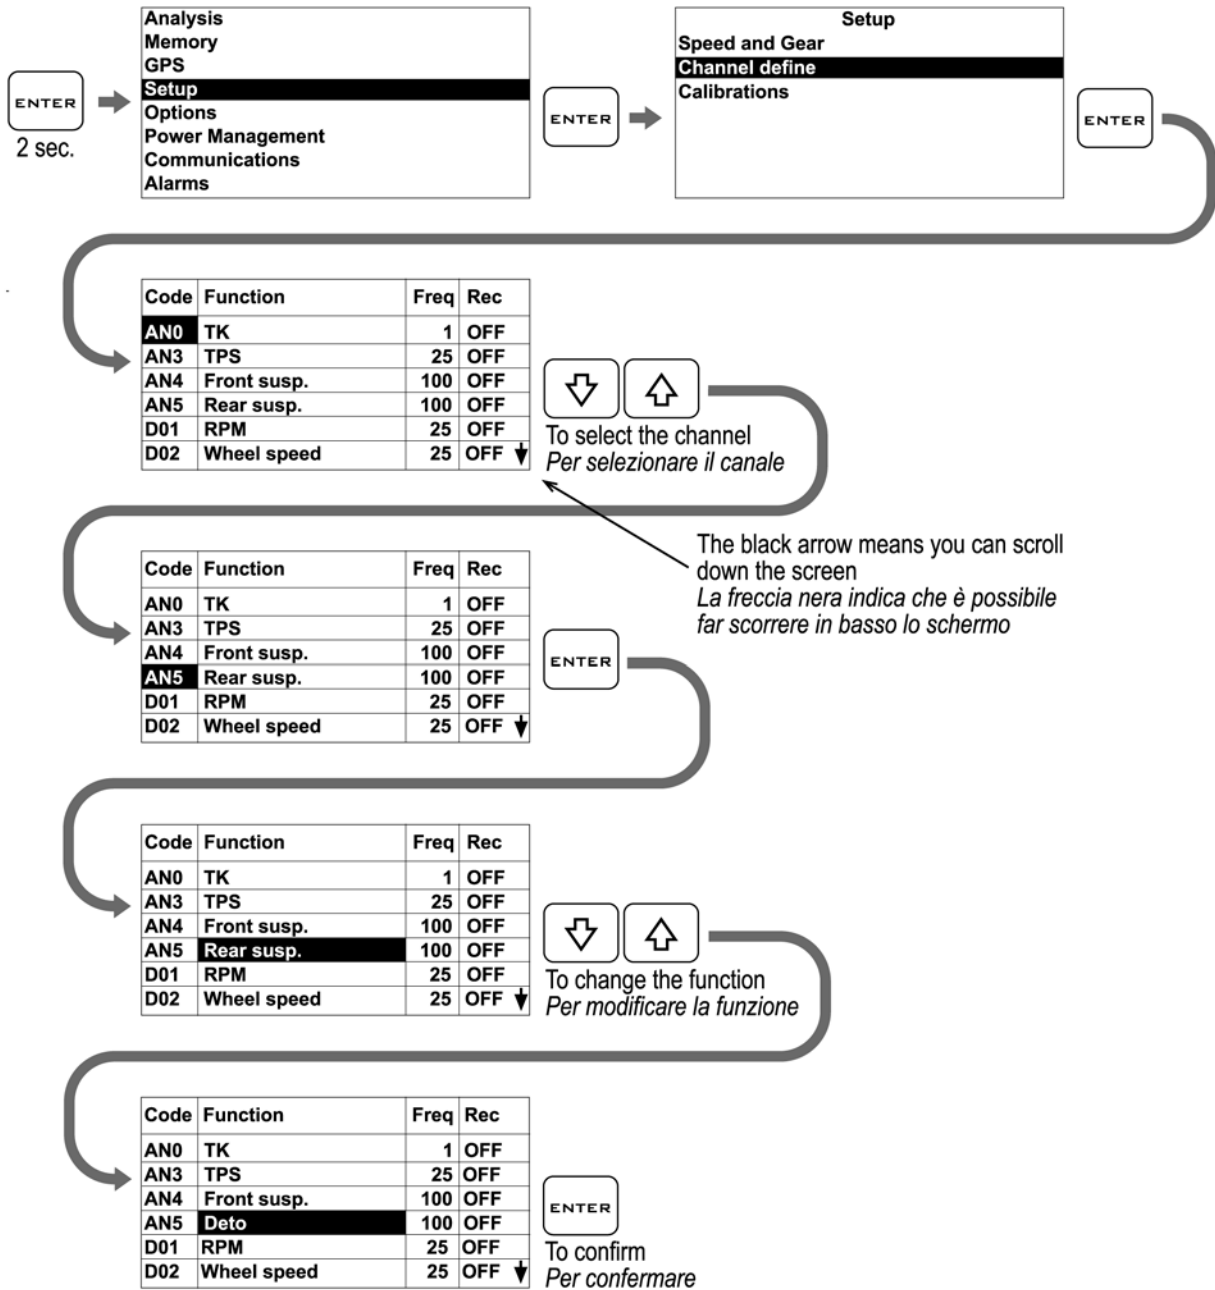 Analysis
Memory
GPS
Setup
Options
Power Management
Communications
Alarms
ENTER
2 sec.
ENTER
Setup
Speed and Gear
Channel define
Calibrations
ENTER
Code Function Freq Rec
AN0 TK 1 OFF
AN3 TPS 25 OFF
AN4 Front susp. 100 OFF
AN5 Rear susp. 100 OFF
D01 RPM 25 OFF
D02 Wheel speed 25 OFF
To select the channel
Per selezionare il canale
The black arrow means you can scroll
down the screen
La freccia nera indica che è possibile
far scorrere in basso lo schermo
Code Function Freq Rec
AN0 TK 1 OFF
AN3 TPS 25 OFF
AN4 Front susp. 100 OFF
AN5 Rear susp. 100 OFF
D01 RPM 25 OFF
D02 Wheel speed 25 OFF
ENTER
Code Function Freq Rec
AN0 TK 1 OFF
AN3 TPS 25 OFF
AN4 Front susp. 100 OFF
AN5 Rear susp. 100 OFF
D01 RPM 25 OFF
D02 Wheel speed 25 OFF
To change the function
Per modificare la funzione
Code Function Freq Rec
AN0 TK 1 OFF
AN3 TPS 25 OFF
AN4 Front susp. 100 OFF
AN5 Deto 100 OFF
D01 RPM 25 OFF
D02 Wheel speed 25 OFF
ENTER
To confirm
Per confermare